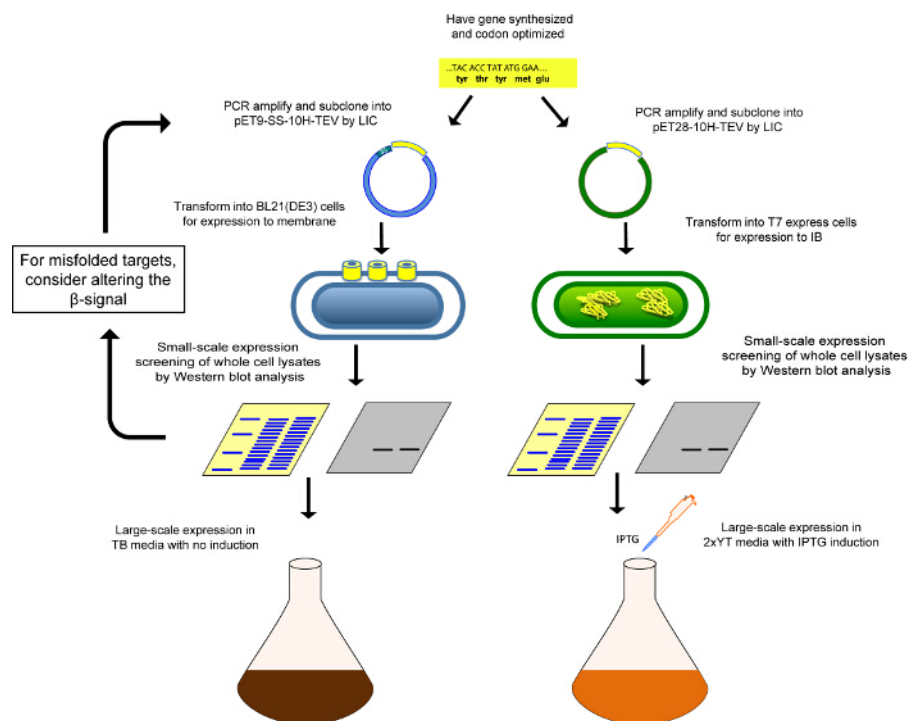 Have gene synthesized
and codon optimized
...TAC ACC TAT ATG GAA...
tyr thr tyr met glu
PCR amplify and subclone into
pET9-SS-10H-TEV by LIC
PCR amplify and subclone into
pET28-10H-TEV by LIC
Transform into BL21(DE3) cells
for expression to membrane
Transform into T7 express cells
for expression to IB
For misfolded targets,
consider altering the
β-signal
Small-scale expression
screening of whole cell lysates
by Western blot analysis
Small-scale expression
screening of whole cell lysates
by Western blot analysis
Large-scale expression in
TB media with no induction
IPTG
Large-scale expression in
2xYT media with IPTG induction